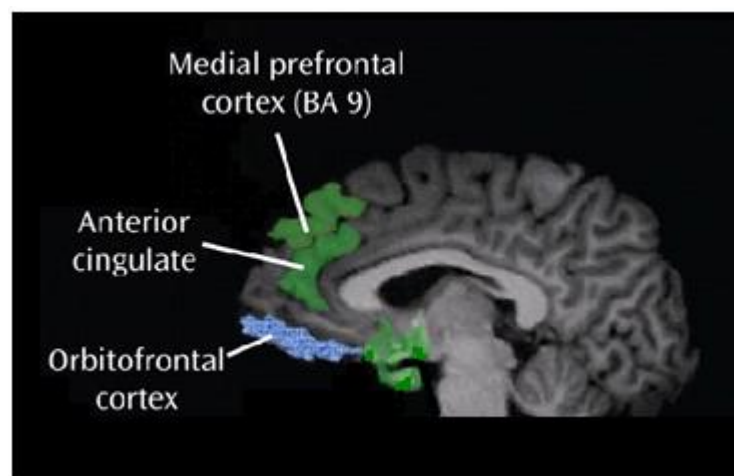 Medial prefrontal
cortex (BA 9)
Anterior
cingulate
Orbitofrontal
cortex